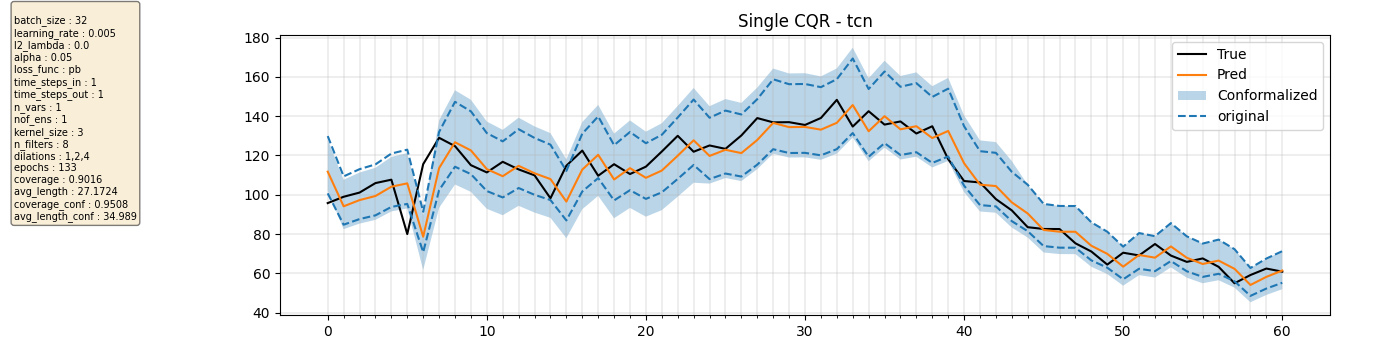 batch_size : 32
learning_rate : 0.005
l2_lambda : 0.0
alpha : 0.05
loss_func : pb
time_steps_in : 1
time_steps_out : 1
n_vars : 1
nof_ens : 1
kernel_size : 3
n_filters : 8
dilations : 1,2,4
epochs : 133
coverage : 0.9016
avg_length : 27.1724
coverage_conf : 0.9508
avg_length_conf : 34.989
Single CQR - tcn
180
160
140
120
100
80
60
40
True
Pred
Conformalized
original
0 10 20 30 40 50 60